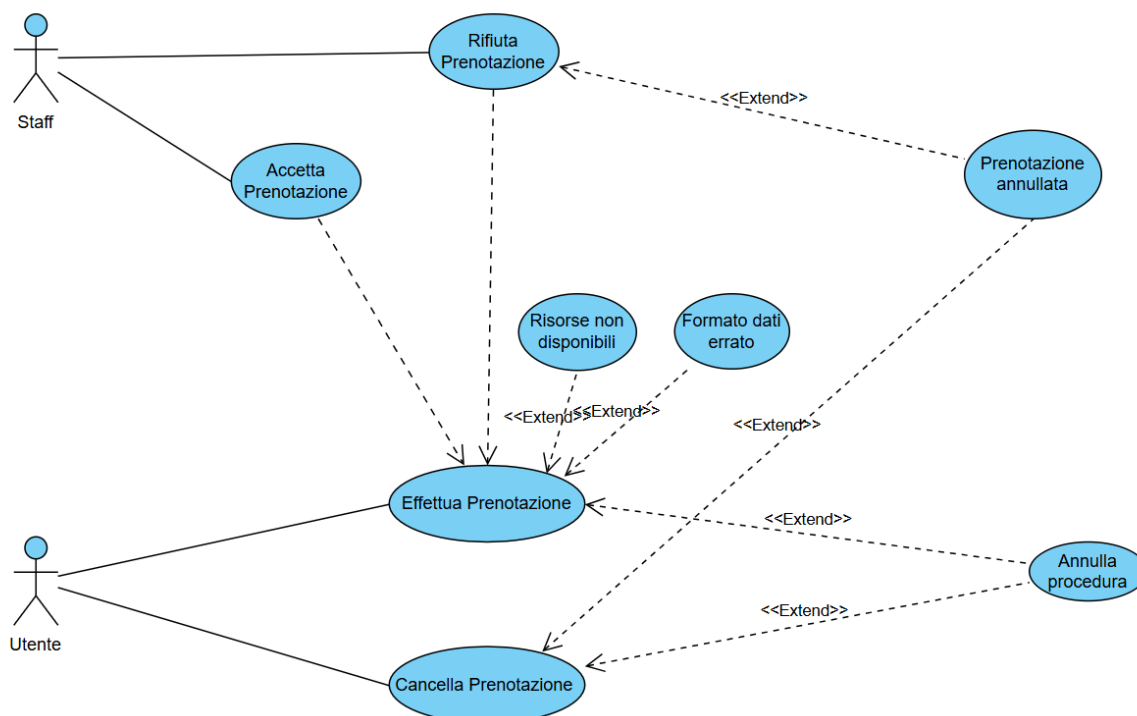 Rifiuta
Prenotazione
Staff
<<Extend>>
Accetta
Prenotazione
Prenotazione
annullata
Risorse non
disponibili
Formato dati
errato
<<Extend>>
<<Extend>>
<<Extend>>
Effettua Prenotazione
<<Extend>>
Annulla
procedura
<<Extend>>
Utente
Cancella Prenotazione